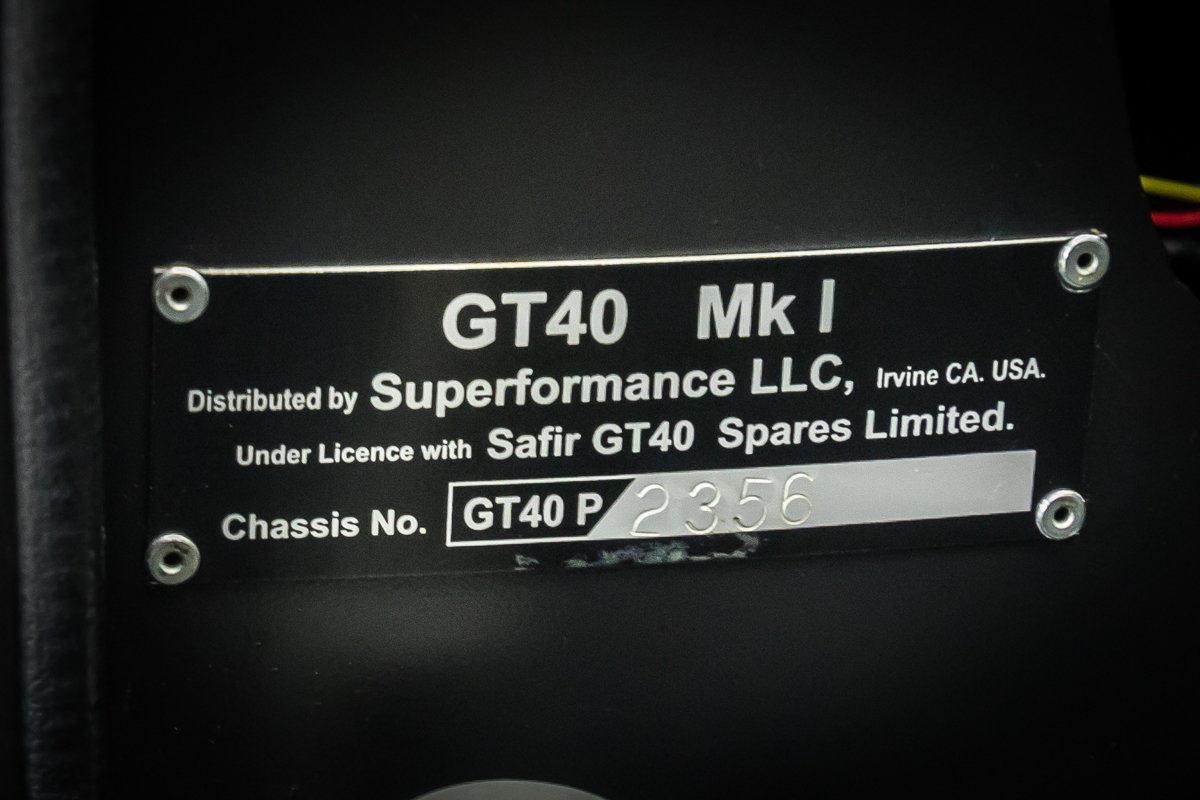 GT40 Mk I
Distributed by Superformance LLC, Irvine CA. USA.
Under Licence with Safir GT40 Spares Limited.
Chassis No. GT40 P 2356